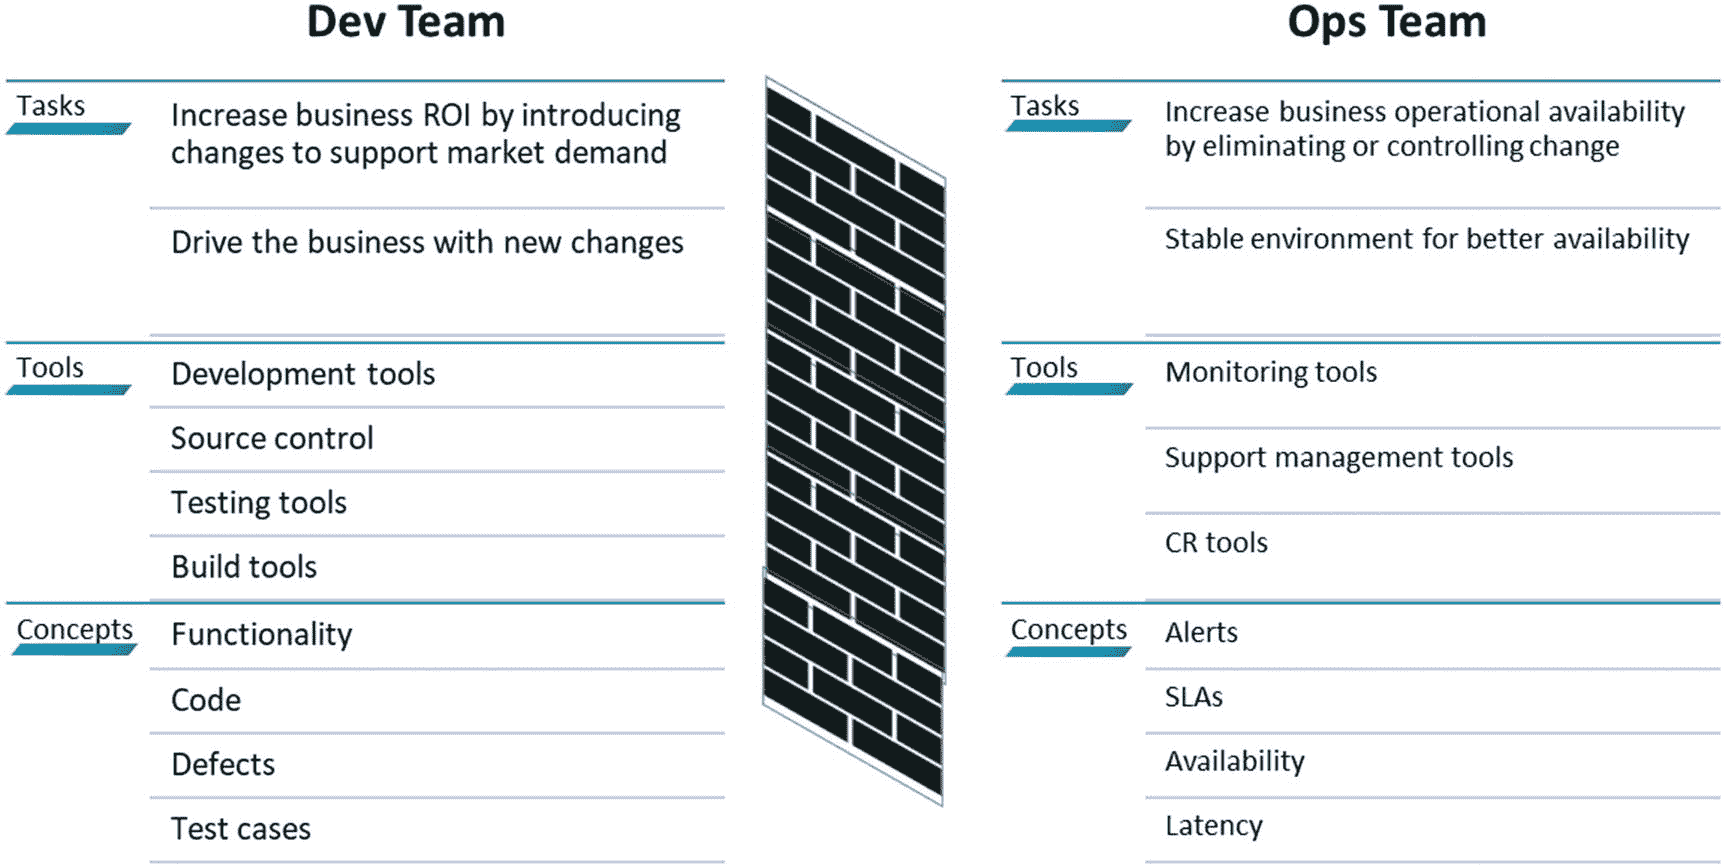 Dev Team
Tasks
Increase business ROI by introducing
changes to support market demand
Drive the business with new changes
Tools
Development tools
Source control
Testing tools
Build tools
Concepts
Functionality
Code
Defects
Test cases
Ops Team
Tasks
Increase business operational availability
by eliminating or controlling change
Stable environment for better availability
Tools
Monitoring tools
Support management tools
CR tools
Concepts
Alerts
SLAs
Availability
Latency